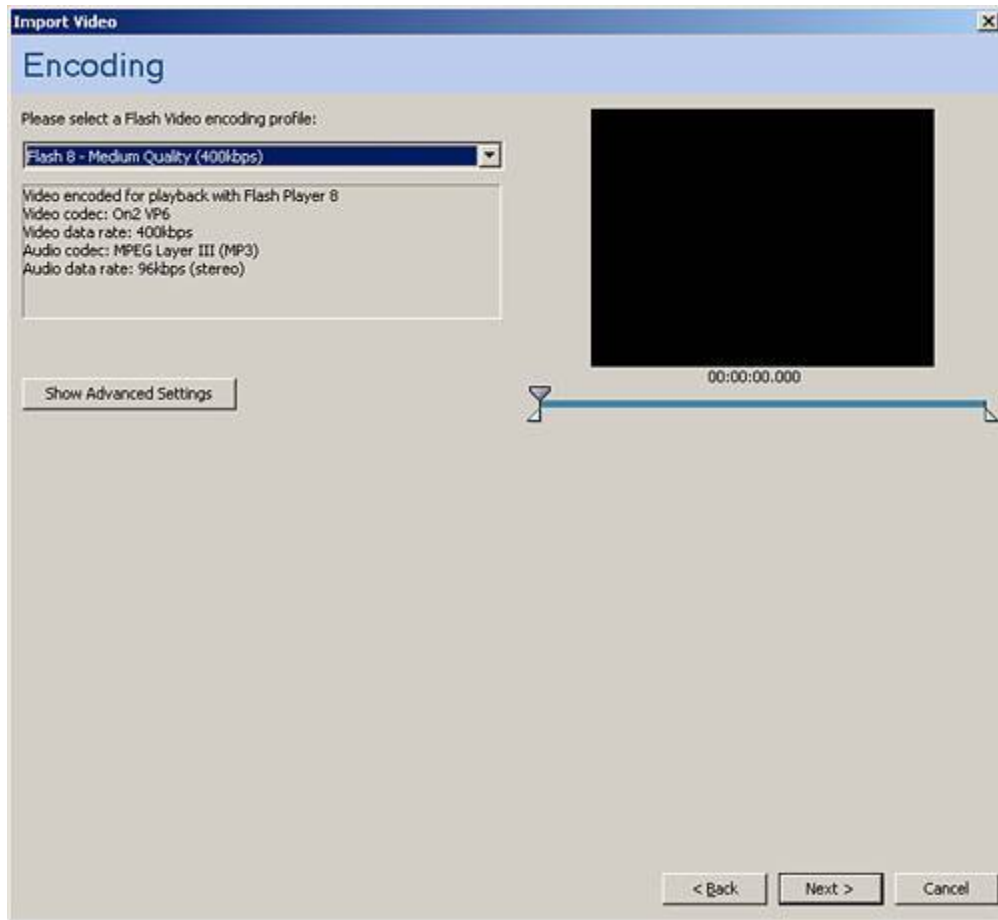 Import Video
Encoding
Please select a Flash Video encoding profile:
Flash 8 - Medium Quality (400kbps)
Video encoded for playback with Flash Player 8
Video codec: On2 VP6
Video data rate: 400kbps
Audio codec: MPEG Layer III (MP3)
Audio data rate: 96kbps (stereo)
00:00:00.000
Show Advanced Settings
< Back
Next >
Cancel